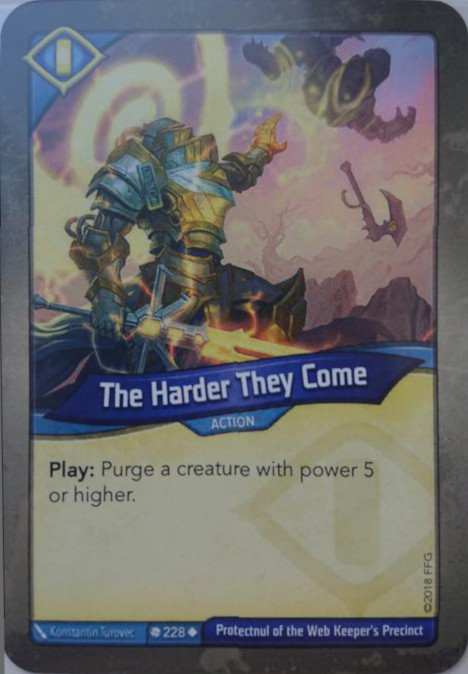 The Harder They Come
ACTION
Play: Purge a creature with power 5
or higher.
©2018 FFG
Konstantin Turovec
228
Protectnul of the Web Keeper's Precinct